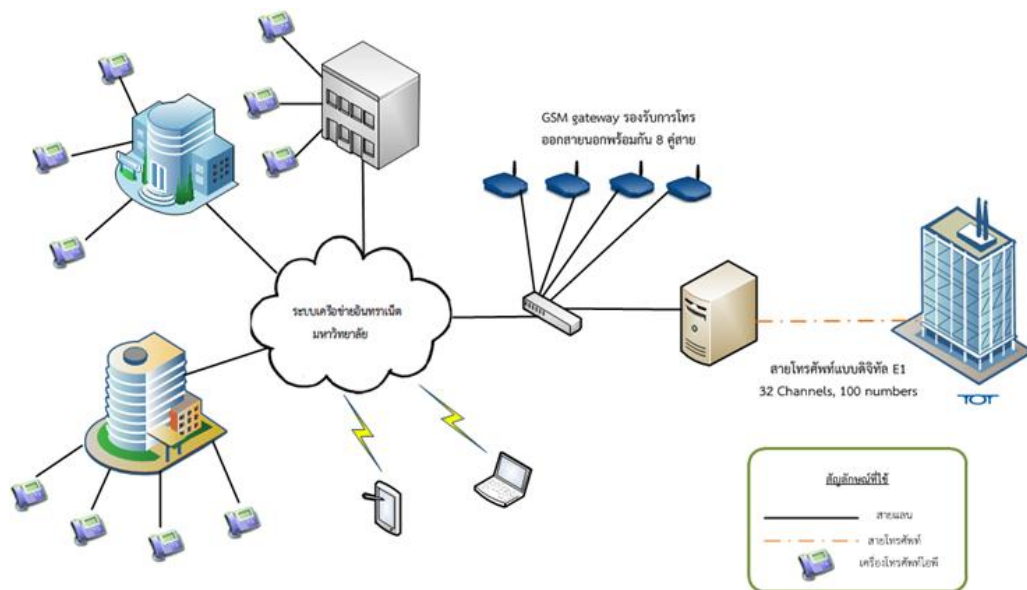 GSM gateway รองรับการโทร
ออกสายนอกพร้อมกัน 8 คู่สาย
ระบบเครือข่ายอินทราเน็ต
มหาวิทยาลัย
สายโทรศัพท์แบบดิจิทัล E1
32 Channels, 100 numbers
TOT
สัญลักษณ์ที่ใช้
สายแลน
สายโทรศัพท์
เครื่องโทรศัพท์ไอพี